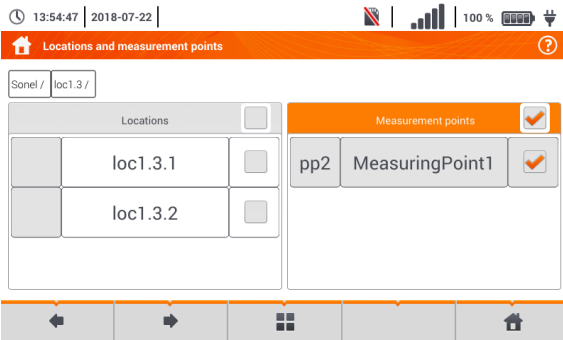 13:54:47 2018-07-22 100 %
Locations and measurement points ?
Sonel / loc1.3 /
Locations Measurement points
loc1.3.1 pp2 MeasuringPoint1
loc1.3.2